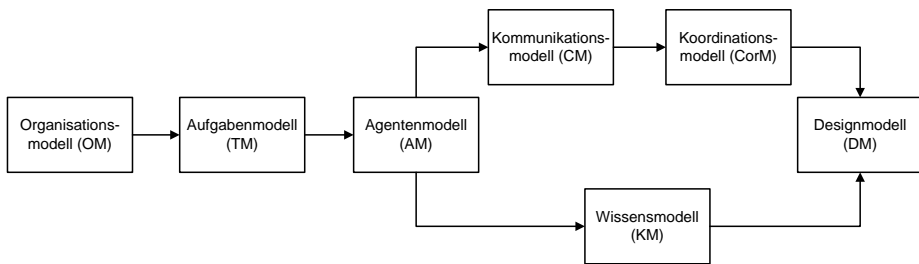 Kommunikations-
modell (CM)
Koordinations-
modell (CorM)
Organisations-
modell (OM)
Aufgabenmodell
(TM)
Agentenmodell
(AM)
Designmodell
(DM)
Wissensmodell
(KM)